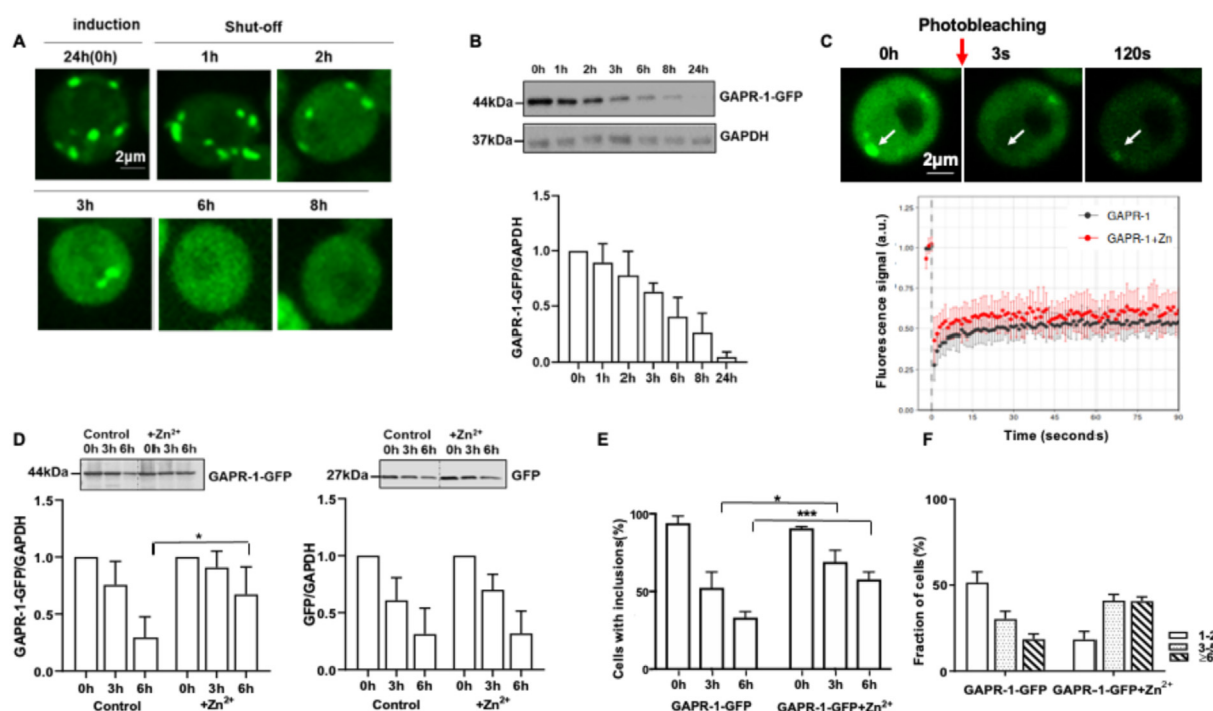 A
induction Shut-off
24h(0h) 1h 2h
2µm
3h 6h 8h
B
0h 1h 2h 3h 6h 8h 24h
44kDa GAPR-1-GFP
37kDa GAPDH
GAPR-1-GFP/GAPDH
1.5
1.0
0.5
0.0
0h 1h 2h 3h 6h 8h 24h
C
Photobleaching
0h 3s 120s
2µm
Fluorescence signal (a.u.)
1.25
1.00
0.75
0.50
0.25
0.00
GAPR-1
GAPR-1+Zn
0 15 30 45 60 75 90
Time (seconds)
D
Control +Zn²⁺
0h 3h 6h 0h 3h 6h
44kDa GAPR-1-GFP
GAPR-1-GFP/GAPDH
1.5
1.0
0.5
0.0
*
0h 3h 6h 0h 3h 6h
Control +Zn²⁺
Control +Zn²⁺
0h 3h 6h 0h 3h 6h
27kDa GFP
GFP/GAPDH
1.5
1.0
0.5
0.0
0h 3h 6h 0h 3h 6h
Control +Zn²⁺
E
Cells with inclusions(%)
100
50
0
*
***
0h 3h 6h 0h 3h 6h
GAPR-1-GFP GAPR-1-GFP+Zn²⁺
F
Fraction of cells(%)
100
50
0
GAPR-1-GFP GAPR-1-GFP+Zn²⁺